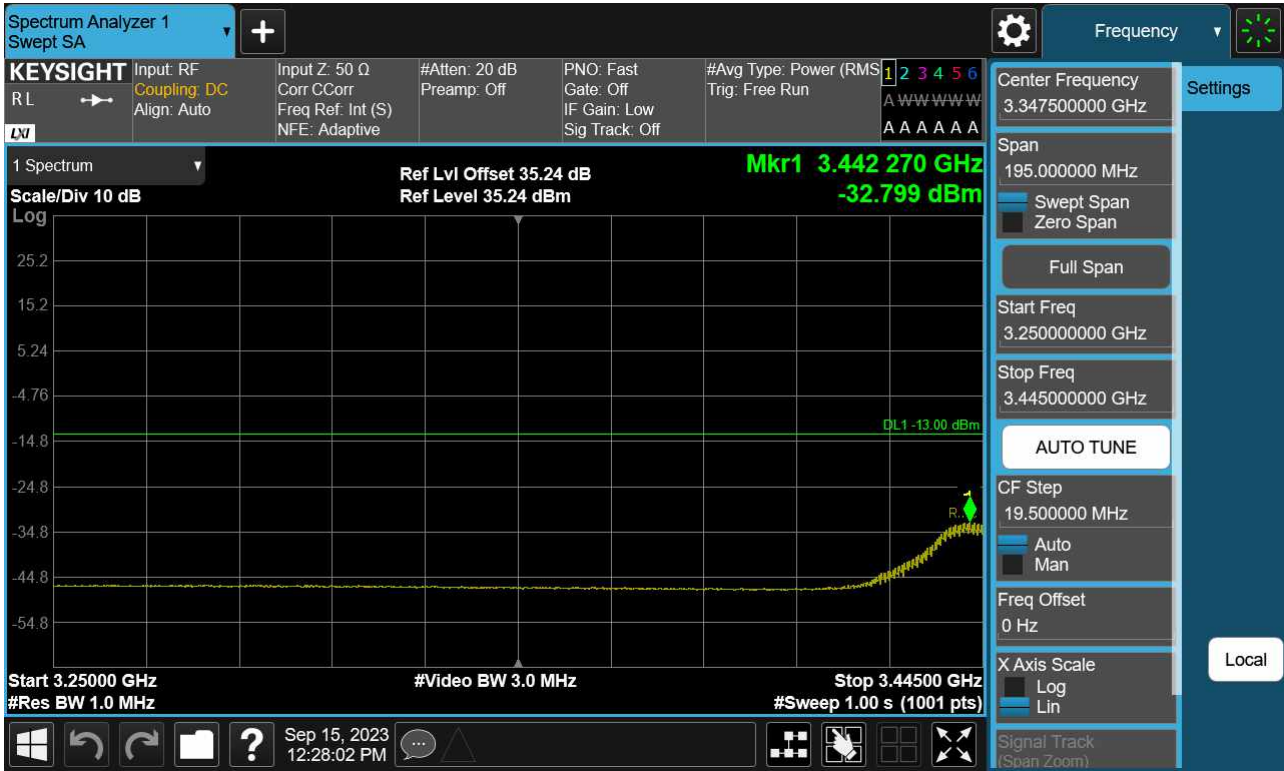 Spectrum Analyzer 1
Swept SA
+
Frequency
KEYSIGHT
R L
LXI
Input: RF
Coupling: DC
Align: Auto
Input Z: 50 Ω
Corr CCorr
Freq Ref: Int (S)
NFE: Adaptive
#Atten: 20 dB
Preamp: Off
PNO: Fast
Gate: Off
IF Gain: Low
Sig Track: Off
#Avg Type: Power (RMS
Trig: Free Run
1 2 3 4 5 6
A W W W W W
A A A A A A
1 Spectrum
Scale/Div 10 dB
Log
Ref Lvl Offset 35.24 dB
Ref Level 35.24 dBm
Mkr1 3.442 270 GHz
-32.799 dBm
25.2
15.2
5.24
-4.76
-14.8
-24.8
-34.8
-44.8
-54.8
DL1 -13.00 dBm
1
Start 3.25000 GHz
#Res BW 1.0 MHz
#Video BW 3.0 MHz
Stop 3.44500 GHz
#Sweep 1.00 s (1001 pts)
Center Frequency
3.347500000 GHz
Span
195.000000 MHz
Swept Span
Zero Span
Full Span
Start Freq
3.250000000 GHz
Stop Freq
3.445000000 GHz
AUTO TUNE
CF Step
19.500000 MHz
Auto
Man
Freq Offset
0 Hz
X Axis Scale
Log
Lin
Signal Track
(Span Zoom)
Settings
Local
?
Sep 15, 2023
12:28:02 PM